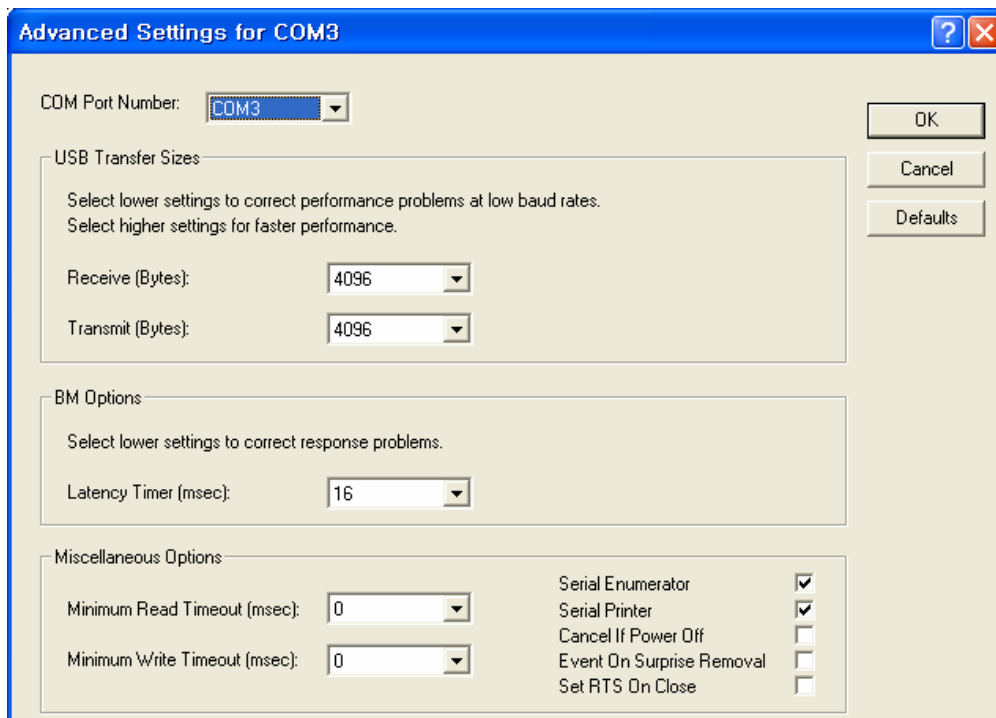 Advanced Settings for COM3
COM Port Number: COM3
OK
Cancel
Defaults
USB Transfer Sizes
Select lower settings to correct performance problems at low baud rates.
Select higher settings for faster performance.
Receive (Bytes): 4096
Transmit (Bytes): 4096
BM Options
Select lower settings to correct response problems.
Latency Timer (msec): 16
Miscellaneous Options
Minimum Read Timeout (msec): 0
Minimum Write Timeout (msec): 0
Serial Enumerator
Serial Printer
Cancel If Power Off
Event On Surprise Removal
Set RTS On Close